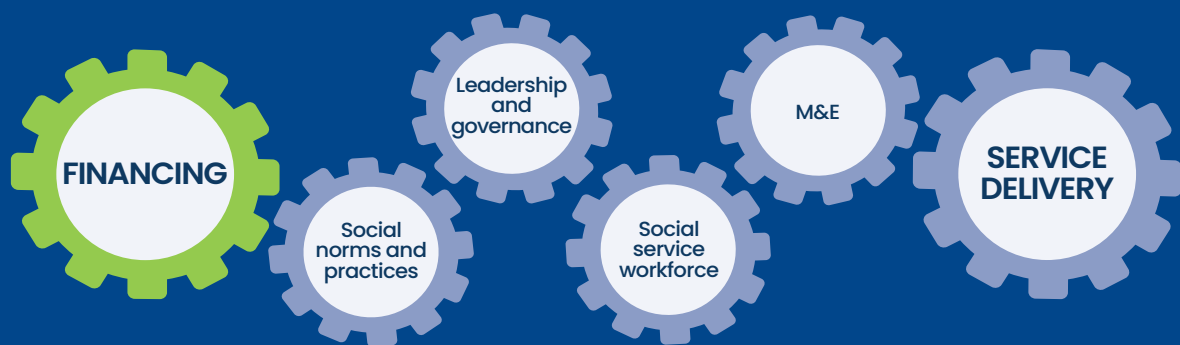 FINANCING
Social
norms and
practices
Leadership
and
governance
Social
service
workforce
M&E
SERVICE
DELIVERY